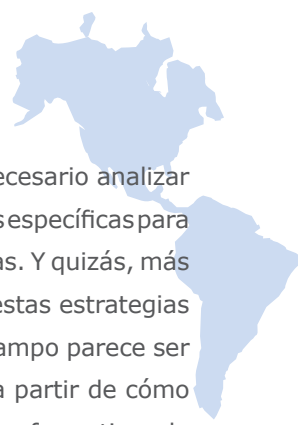 ecesario analizar
s específicas para
as. Y quizás, más
estas estrategias
ampo parece ser
a partir de cómo